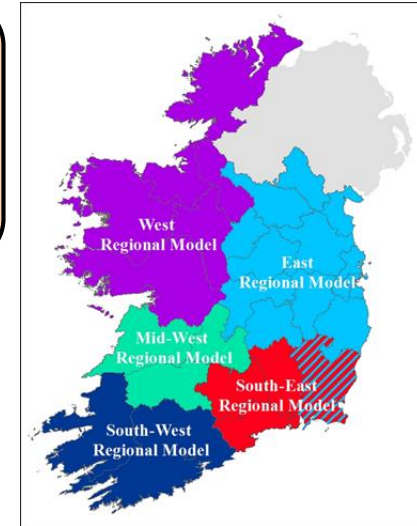 West
Regional Model
East
Regional Model
Mid-West
Regional Model
South-East
Regional Model
South-West
Regional Model